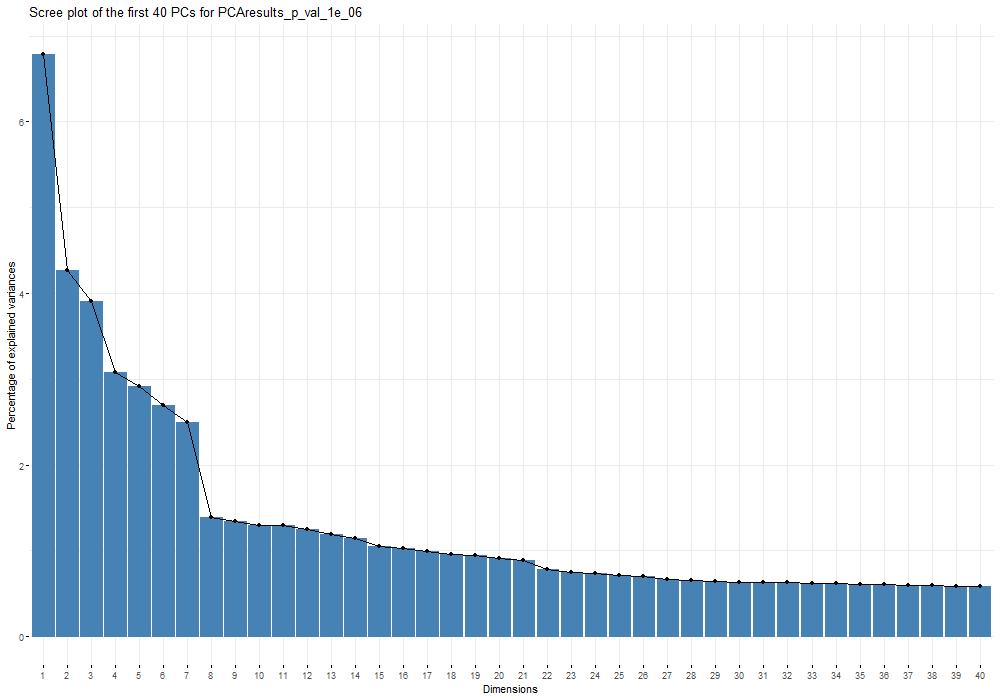 Scree plot of the first 40 PCs for PCAresults_p_val_1e_06
Percentage of explained variances
6
4
2
0
1 2 3 4 5 6 7 8 9 10 11 12 13 14 15 16 17 18 19 20 21 22 23 24 25 26 27 28 29 30 31 32 33 34 35 36 37 38 39 40
Dimensions